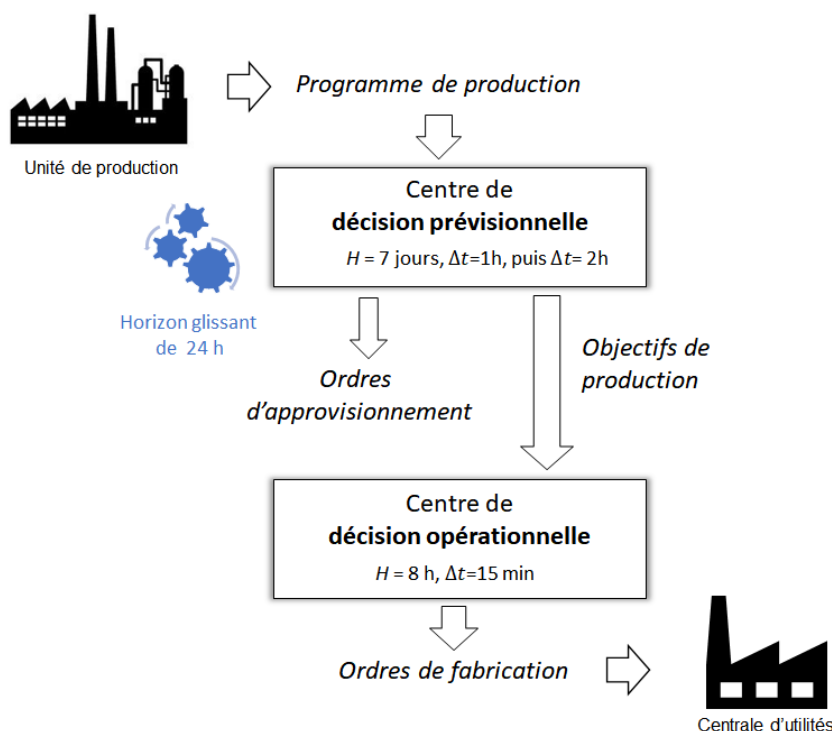 Programme de production
Unité de production
Centre de
décision prévisionnelle
H = 7 jours, Δt=1h, puis Δt= 2h
Horizon glissant
de 24 h
Ordres
d'approvisionnement
Objectifs de
production
Centre de
décision opérationnelle
H = 8 h, Δt=15 min
Ordres de fabrication
Centrale d'utilités